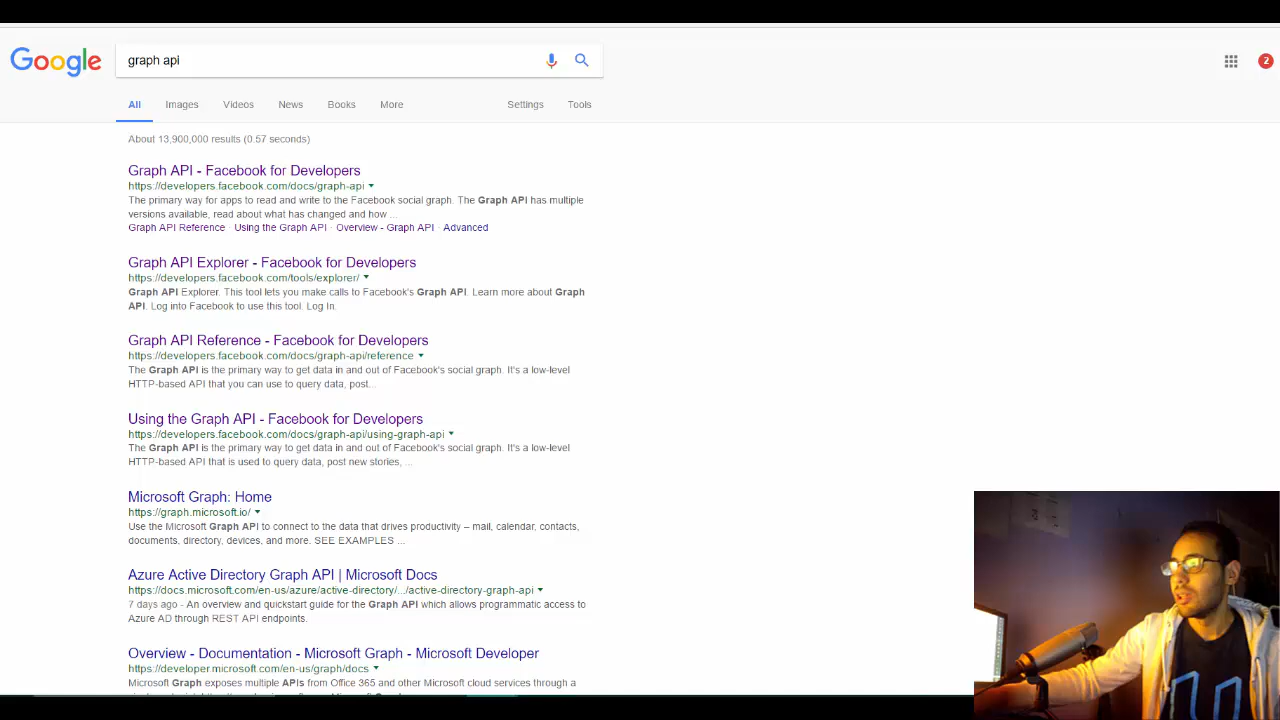 Google
graph api
2
All Images Videos News Books More Settings Tools
About 13,900,000 results (0.57 seconds)
Graph API - Facebook for Developers
https://developers.facebook.com/docs/graph-api
The primary way for apps to read and write to the Facebook social graph. The Graph API has multiple
versions available, read about what has changed and how ...
Graph API Reference · Using the Graph API · Overview - Graph API · Advanced
Graph API Explorer - Facebook for Developers
https://developers.facebook.com/tools/explorer/
Graph API Explorer. This tool lets you make calls to Facebook's Graph API. Learn more about Graph
API. Log into Facebook to use this tool. Log In.
Graph API Reference - Facebook for Developers
https://developers.facebook.com/docs/graph-api/reference
The Graph API is the primary way to get data in and out of Facebook's social graph. It's a low-level
HTTP-based API that you can use to query data, post...
Using the Graph API - Facebook for Developers
https://developers.facebook.com/docs/graph-api/using-graph-api
The Graph API is the primary way to get data in and out of Facebook's social graph. It's a low-level
HTTP-based API that is used to query data, post new stories, ...
Microsoft Graph: Home
https://graph.microsoft.io/
Use the Microsoft Graph API to connect to the data that drives productivity – mail, calendar, contacts,
documents, directory, devices, and more. SEE EXAMPLES ...
Azure Active Directory Graph API | Microsoft Docs
https://docs.microsoft.com/en-us/azure/active-directory/.../active-directory-graph-api
7 days ago - An overview and quickstart guide for the Graph API which allows programmatic access to
Azure AD through REST API endpoints.
Overview - Documentation - Microsoft Graph - Microsoft Developer
https://developer.microsoft.com/en-us/graph/docs
Microsoft Graph exposes multiple APIs from Office 365 and other Microsoft cloud services through a